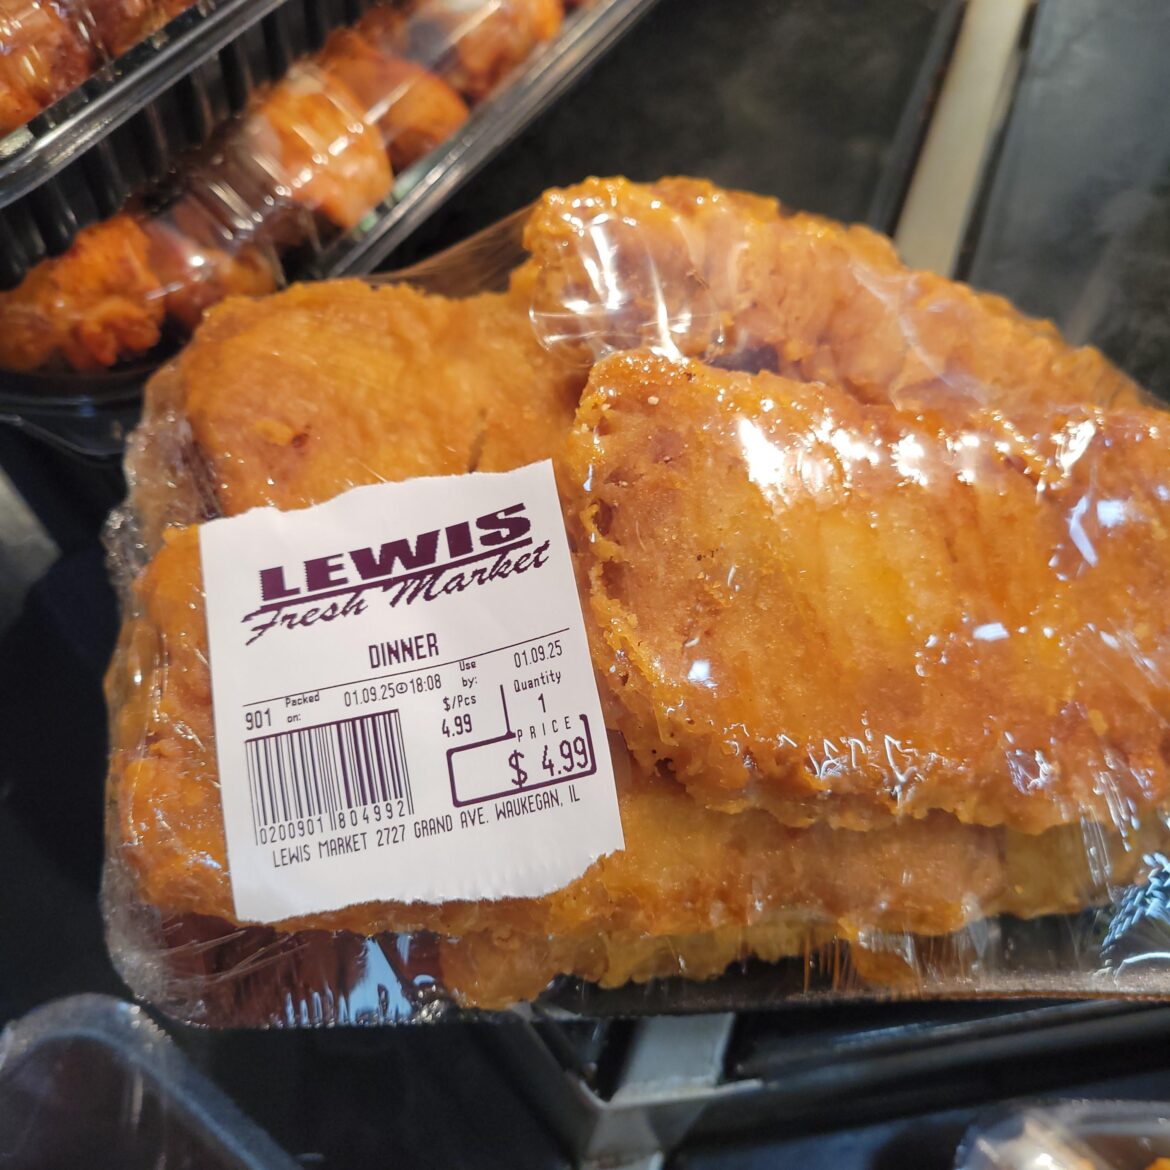 LEWIS
Fresh Market
DINNER
901 Packed on: 01.09.25 18:08 Use by: 01.09.25
$/Pcs Quantity
4.99 1
PRICE
$ 4.99
0200901 804992
LEWIS MARKET 2727 GRAND AVE. WAUKEGAN, IL